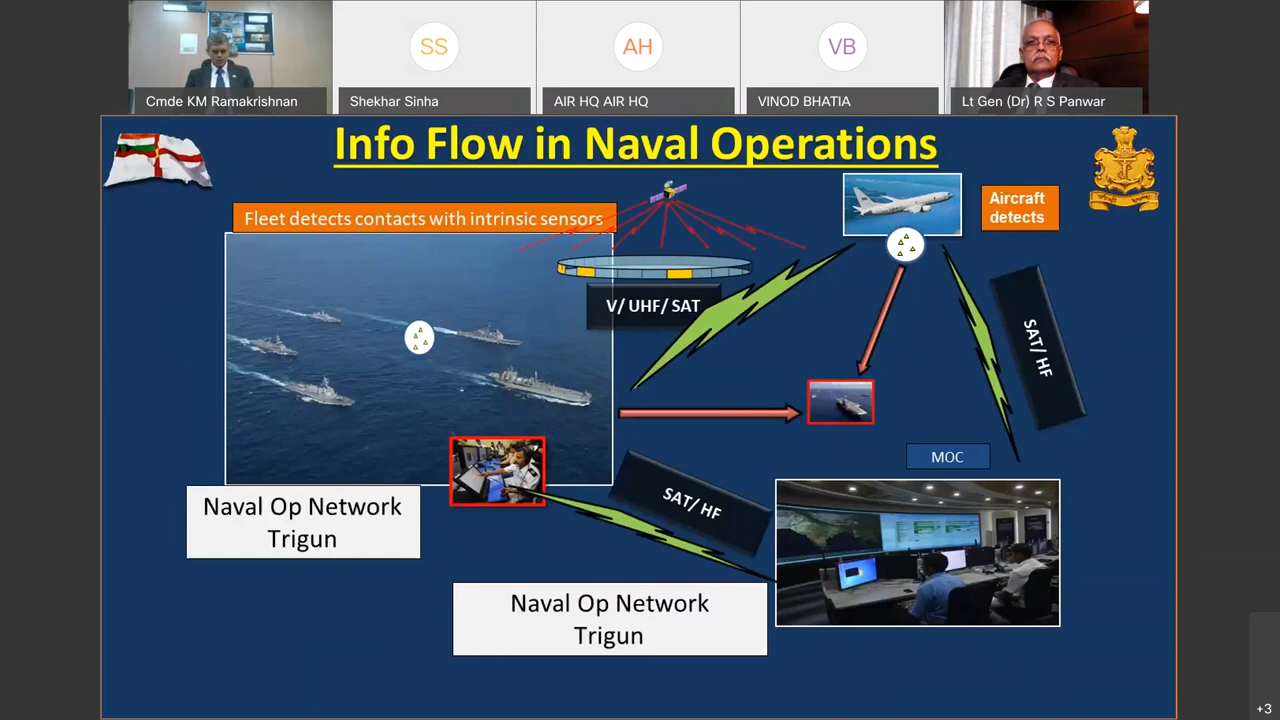 SS
AH
VB
Cmde KM Ramakrishnan
Shekhar Sinha
AIR HQ AIR HQ
VINOD BHATIA
Lt Gen (Dr) R S Panwar
Info Flow in Naval Operations
Fleet detects contacts with intrinsic sensors
Aircraft
detects
V/ UHF/ SAT
SAT/ HF
MOC
SAT/ HF
Naval Op Network
Trigun
Naval Op Network
Trigun
+3